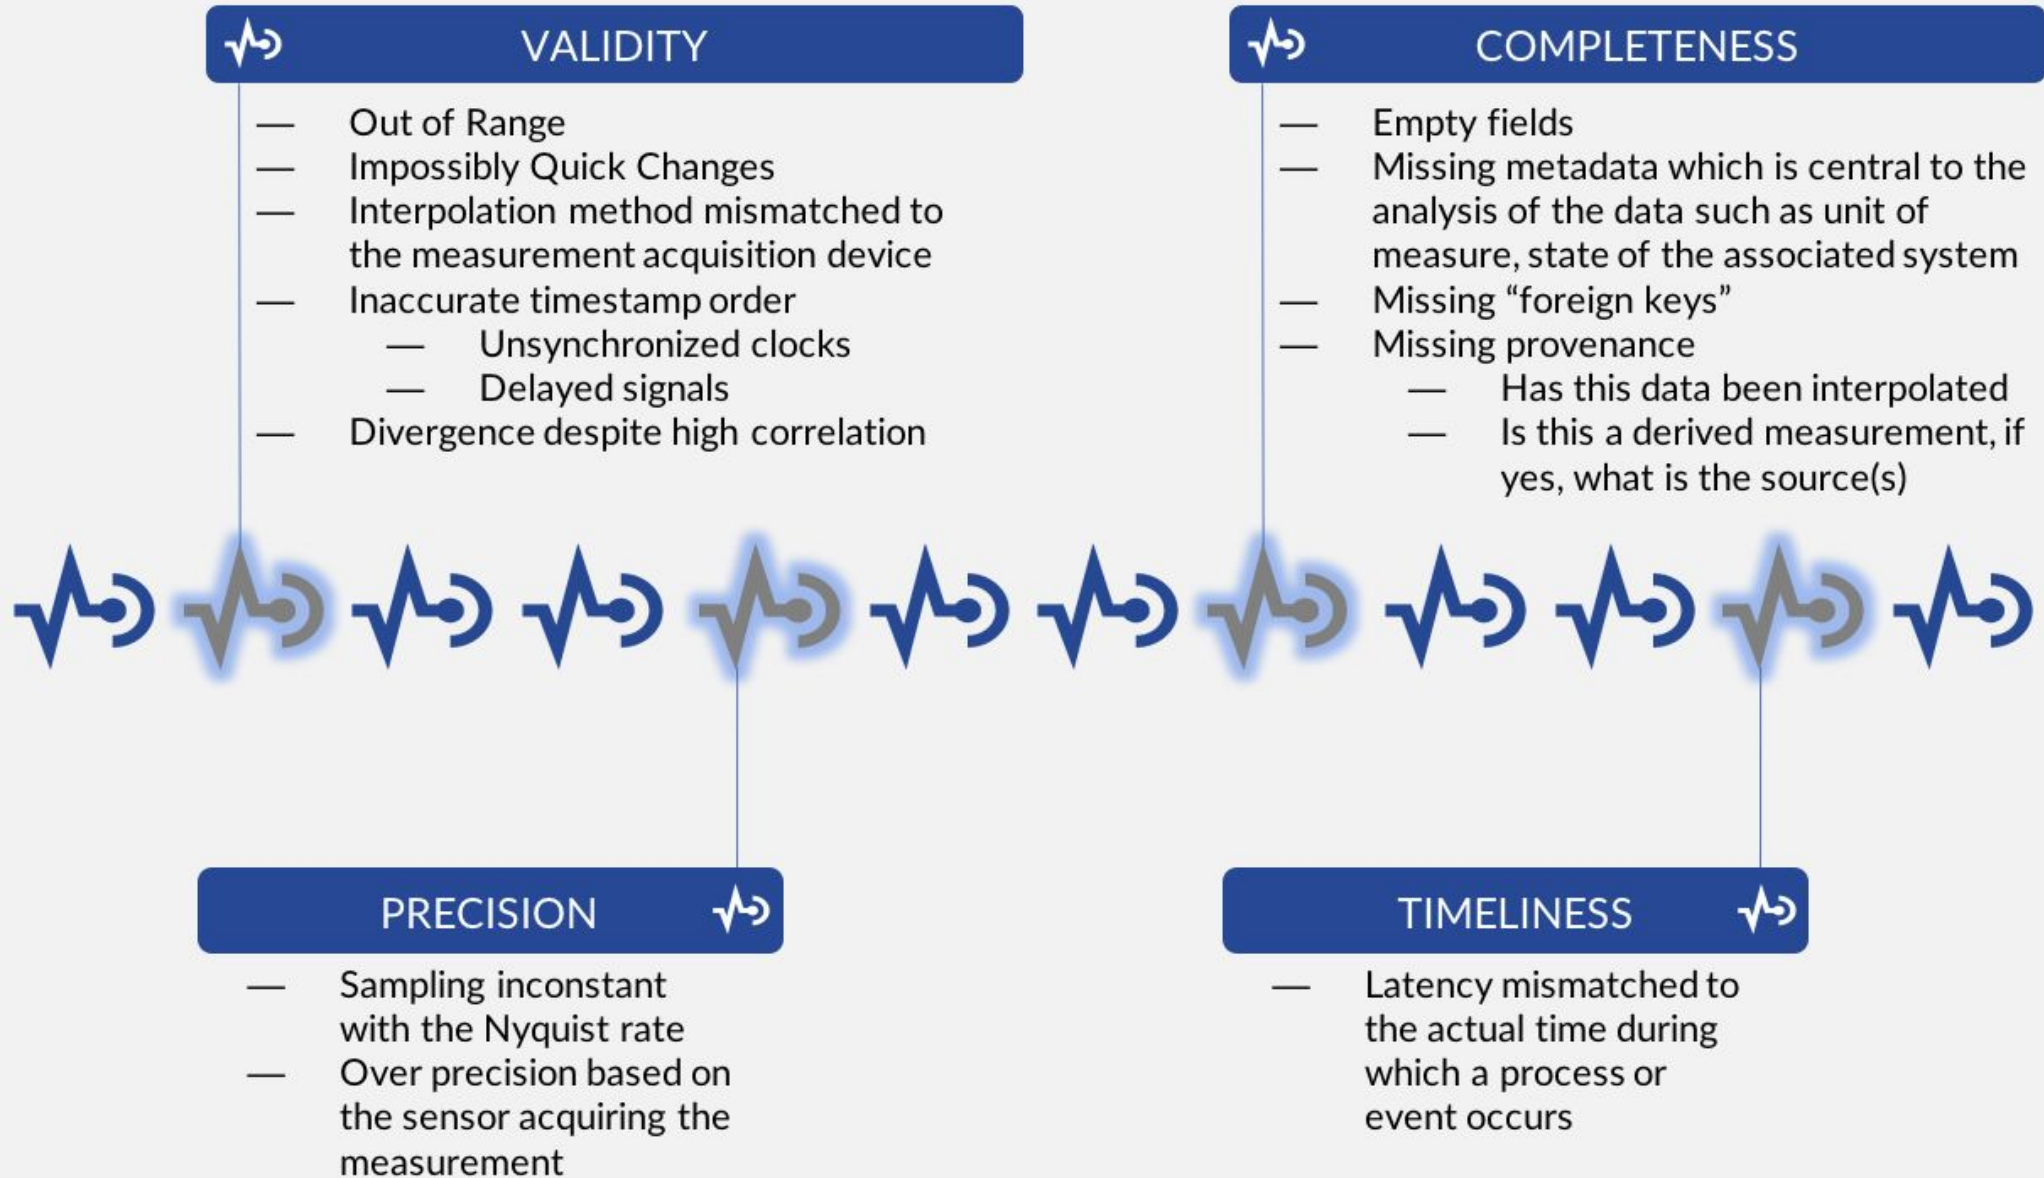 VALIDITY
— Out of Range
— Impossibly Quick Changes
— Interpolation method mismatched to
the measurement acquisition device
— Inaccurate timestamp order
— Unsynchronized clocks
— Delayed signals
— Divergence despite high correlation
COMPLETENESS
— Empty fields
— Missing metadata which is central to the
analysis of the data such as unit of
measure, state of the associated system
— Missing “foreign keys”
— Missing provenance
— Has this data been interpolated
— Is this a derived measurement, if
yes, what is the source(s)
PRECISION
— Sampling inconstant
with the Nyquist rate
— Over precision based on
the sensor acquiring the
measurement
TIMELINESS
— Latency mismatched to
the actual time during
which a process or
event occurs